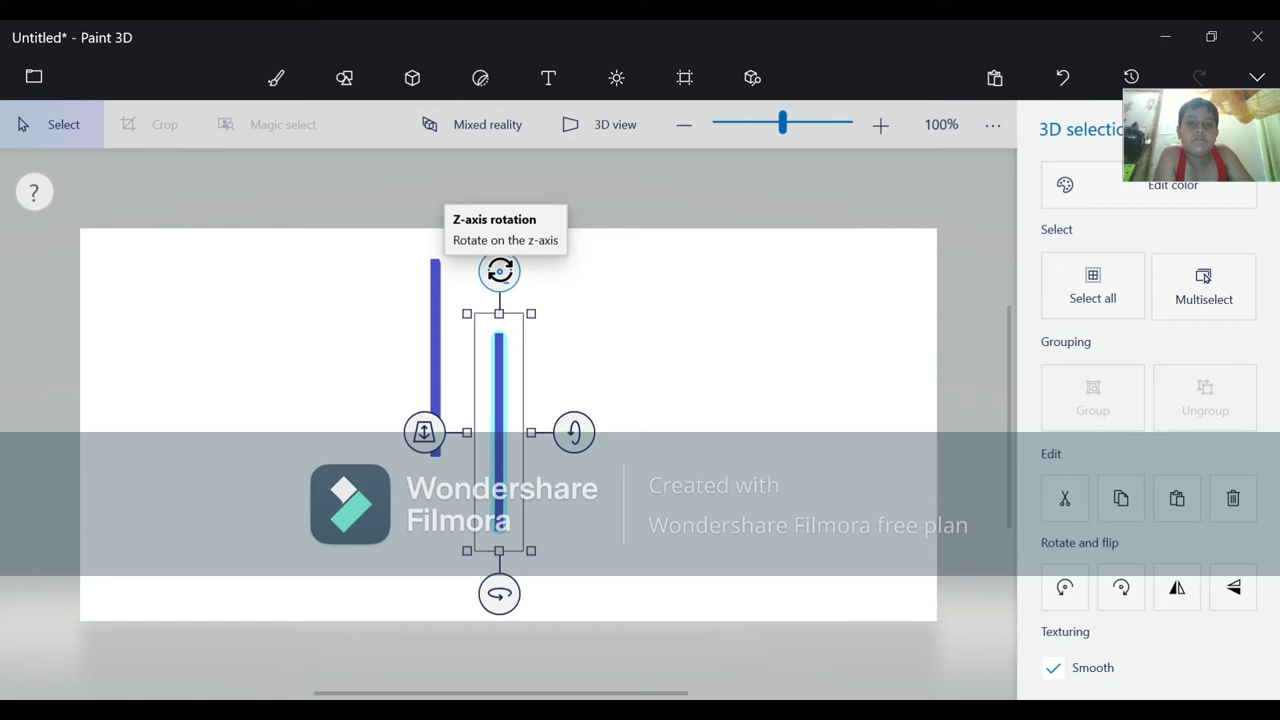 Untitled* - Paint 3D
Select
Crop
Magic select
Mixed reality
3D view
100%
?
Z-axis rotation
Rotate on the z-axis
Edit color
Select
Select all
Multiselect
Grouping
Group
Ungroup
Edit
Rotate and flip
Texturing
Smooth
Wondershare
Filmora
Created with
Wondershare Filmora free plan